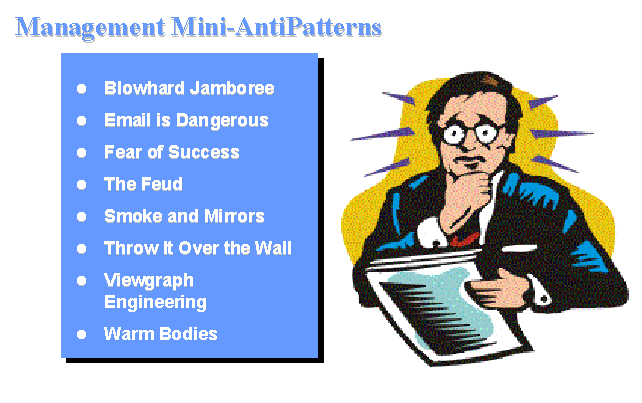 Management Mini-AntiPatterns
Blowhard Jamboree
Email is Dangerous
Fear of Success
The Feud
Smoke and Mirrors
Throw It Over the Wall
Viewgraph
Engineering
Warm Bodies